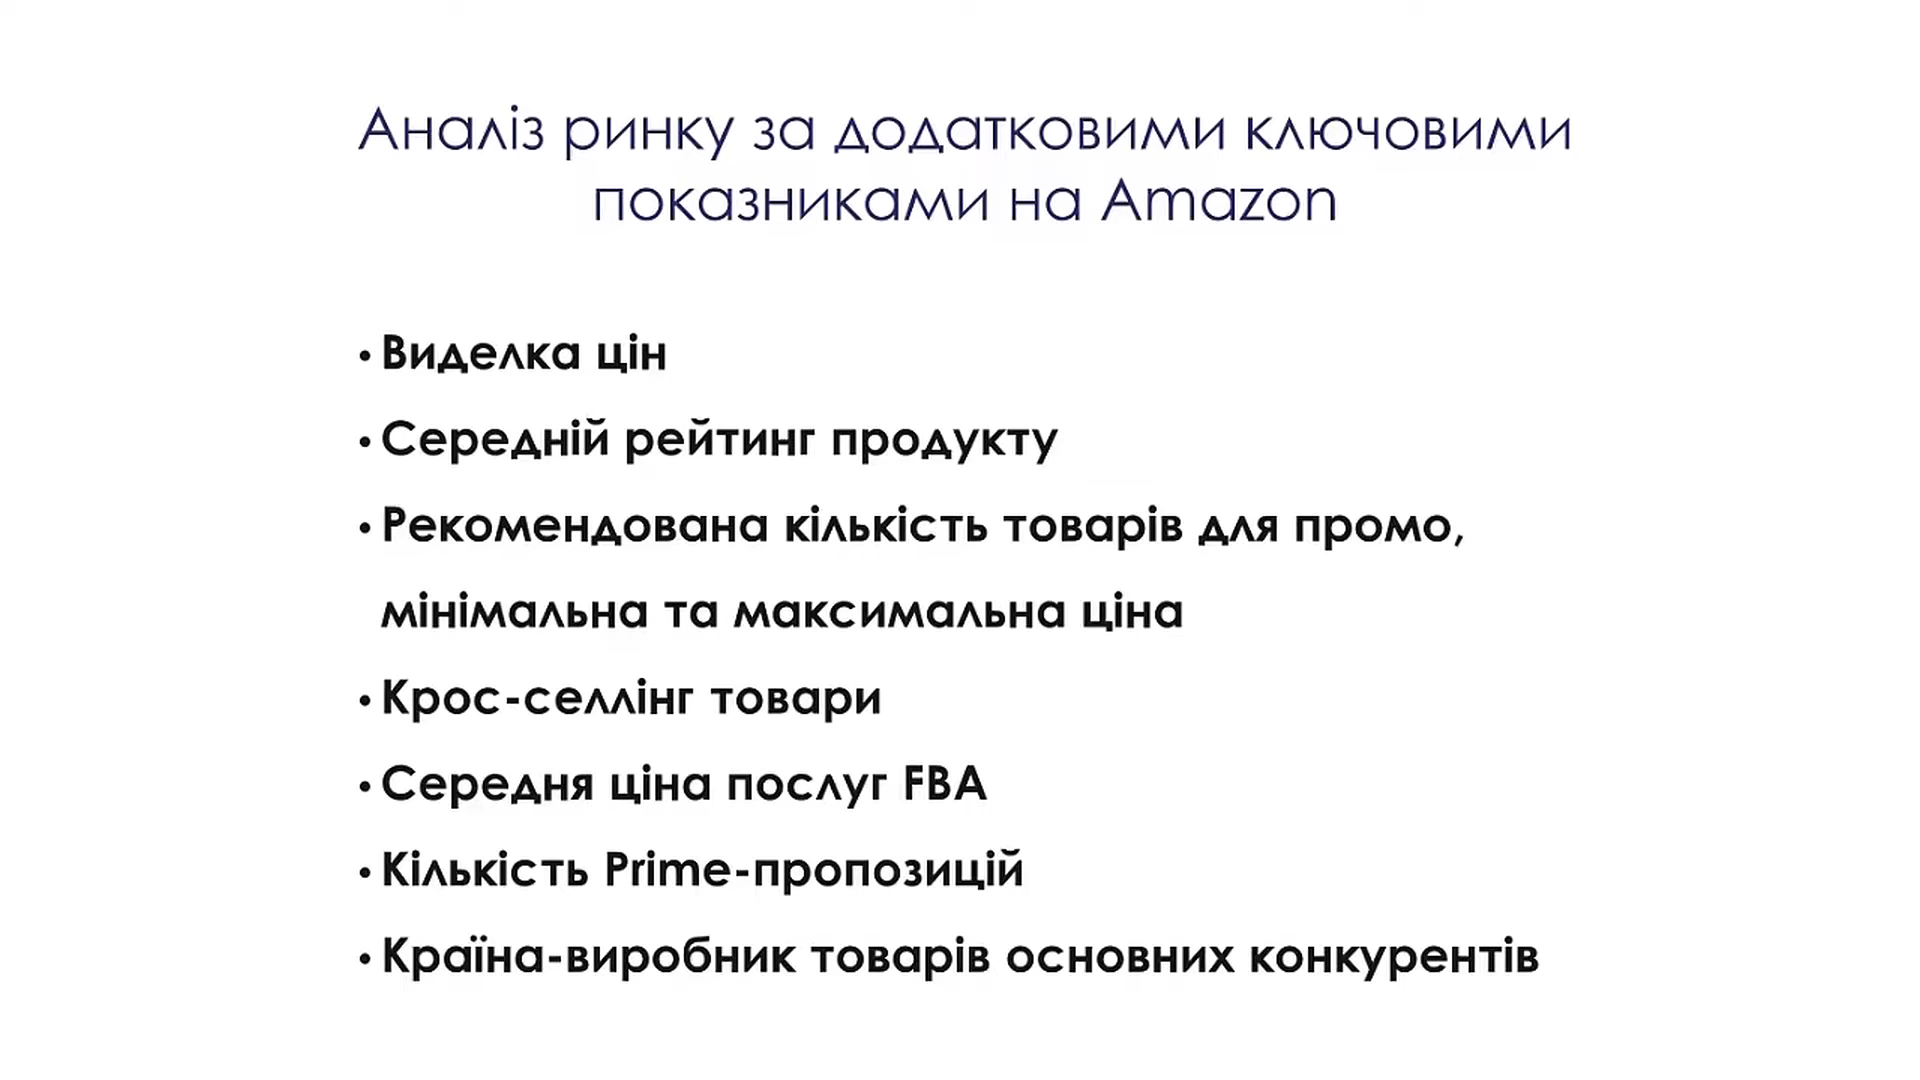 Аналіз ринку за додатковими ключовими
показниками на Amazon
• Виделка цін
• Середній рейтинг продукту
• Рекомендована кількість товарів для промо,
мінімальна та максимальна ціна
• Крос-селлінг товари
• Середня ціна послуг FBA
• Кількість Prime-пропозицій
• Країна-виробник товарів основних конкурентів